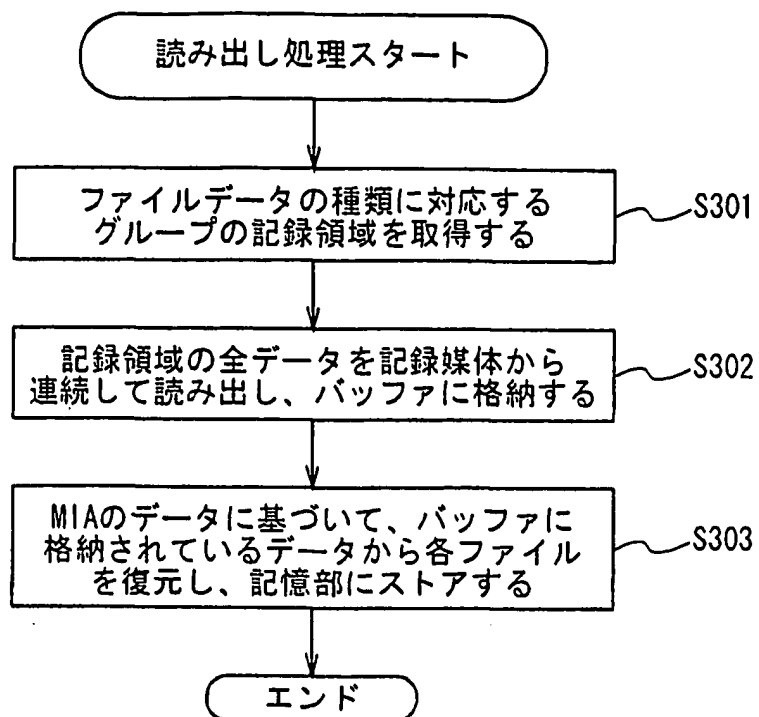 読み出し処理スタート
ファイルデータの種類に対応する
グループの記録領域を取得する
S301
記録領域の全データを記録媒体から
連続して読み出し、バッファに格納する
S302
MIAのデータに基づいて、バッファに
格納されているデータから各ファイル
を復元し、記憶部にストアする
S303
エンド